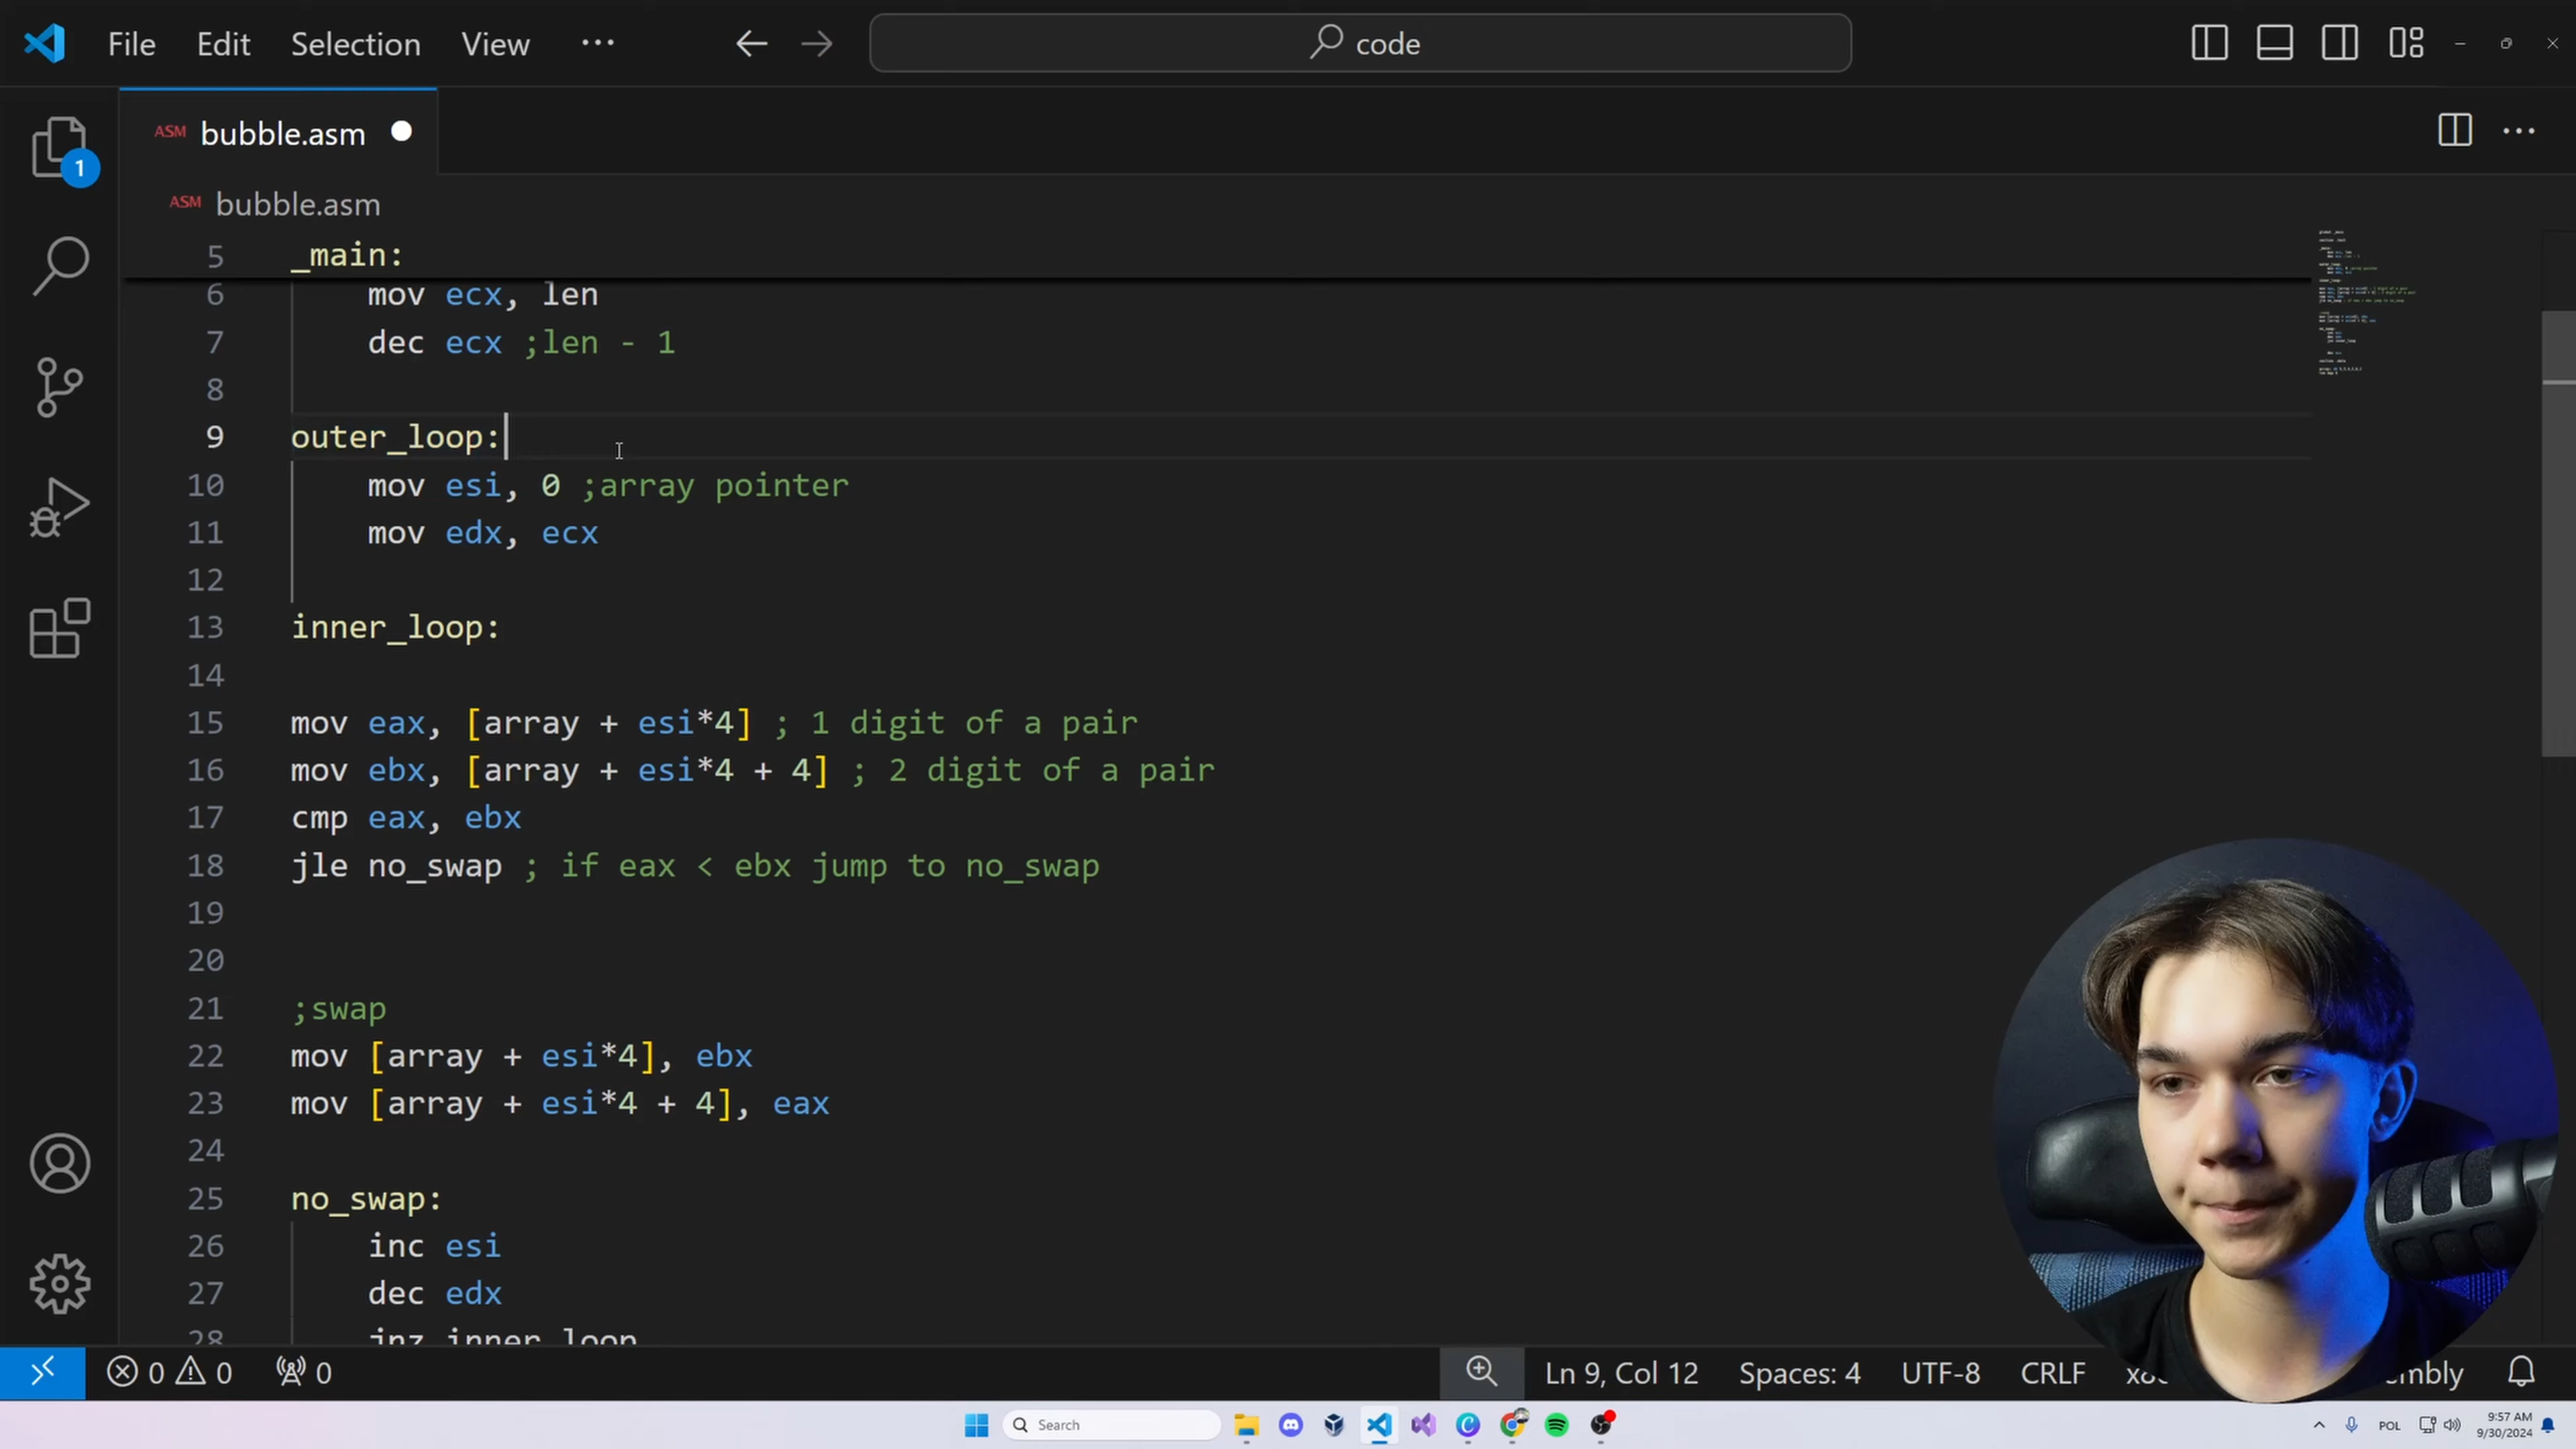 File Edit Selection View ··· code
ASM bubble.asm
1
ASM bubble.asm
5 _main:
6 mov ecx, len
7 dec ecx ;len - 1
8
9 outer_loop:
10 mov esi, 0 ;array pointer
11 mov edx, ecx
12
13 inner_loop:
14
15 mov eax, [array + esi*4] ; 1 digit of a pair
16 mov ebx, [array + esi*4 + 4] ; 2 digit of a pair
17 cmp eax, ebx
18 jle no_swap ; if eax < ebx jump to no_swap
19
20
21 ;swap
22 mov [array + esi*4], ebx
23 mov [array + esi*4 + 4], eax
24
25 no_swap:
26 inc esi
27 dec edx
28 jnz inner_loop
0 0 0 Ln 9, Col 12 Spaces: 4 UTF-8 CRLF
Search POL 9:57 AM
9/30/2024